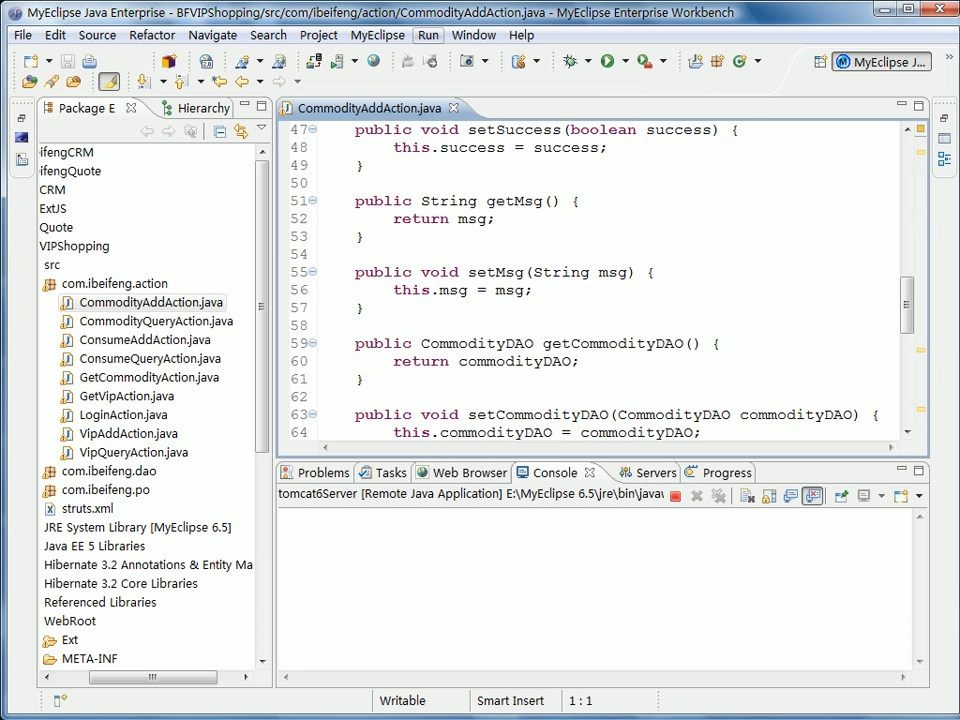 MyEclipse Java Enterprise - BFVIPShopping/src/com/ibeifeng/action/CommodityAddAction.java - MyEclipse Enterprise Workbench
File Edit Source Refactor Navigate Search Project MyEclipse Run Window Help
MyEclipse J...
Package E
Hierarchy
CommodityAddAction.java
ifengCRM
ifengQuote
CRM
ExtJS
Quote
VIPShopping
src
com.ibeifeng.action
CommodityAddAction.java
CommodityQueryAction.java
ConsumeAddAction.java
ConsumeQueryAction.java
GetCommodityAction.java
GetVipAction.java
LoginAction.java
VipAddAction.java
VipQueryAction.java
com.ibeifeng.dao
com.ibeifeng.po
struts.xml
JRE System Library [MyEclipse 6.5]
Java EE 5 Libraries
Hibernate 3.2 Annotations & Entity Ma
Hibernate 3.2 Core Libraries
Referenced Libraries
WebRoot
Ext
META-INF
47 public void setSuccess(boolean success) {
48 this.success = success;
49 }
50
51 public String getMsg() {
52 return msg;
53 }
54
55 public void setMsg(String msg) {
56 this.msg = msg;
57 }
58
59 public CommodityDAO getCommodityDAO() {
60 return commodityDAO;
61 }
62
63 public void setCommodityDAO(CommodityDAO commodityDAO) {
64 this.commodityDAO = commodityDAO;
Problems Tasks Web Browser Console Servers Progress
tomcat6Server [Remote Java Application] E:\MyEclipse 6.5\jre\bin\java
Writable Smart Insert 1 : 1